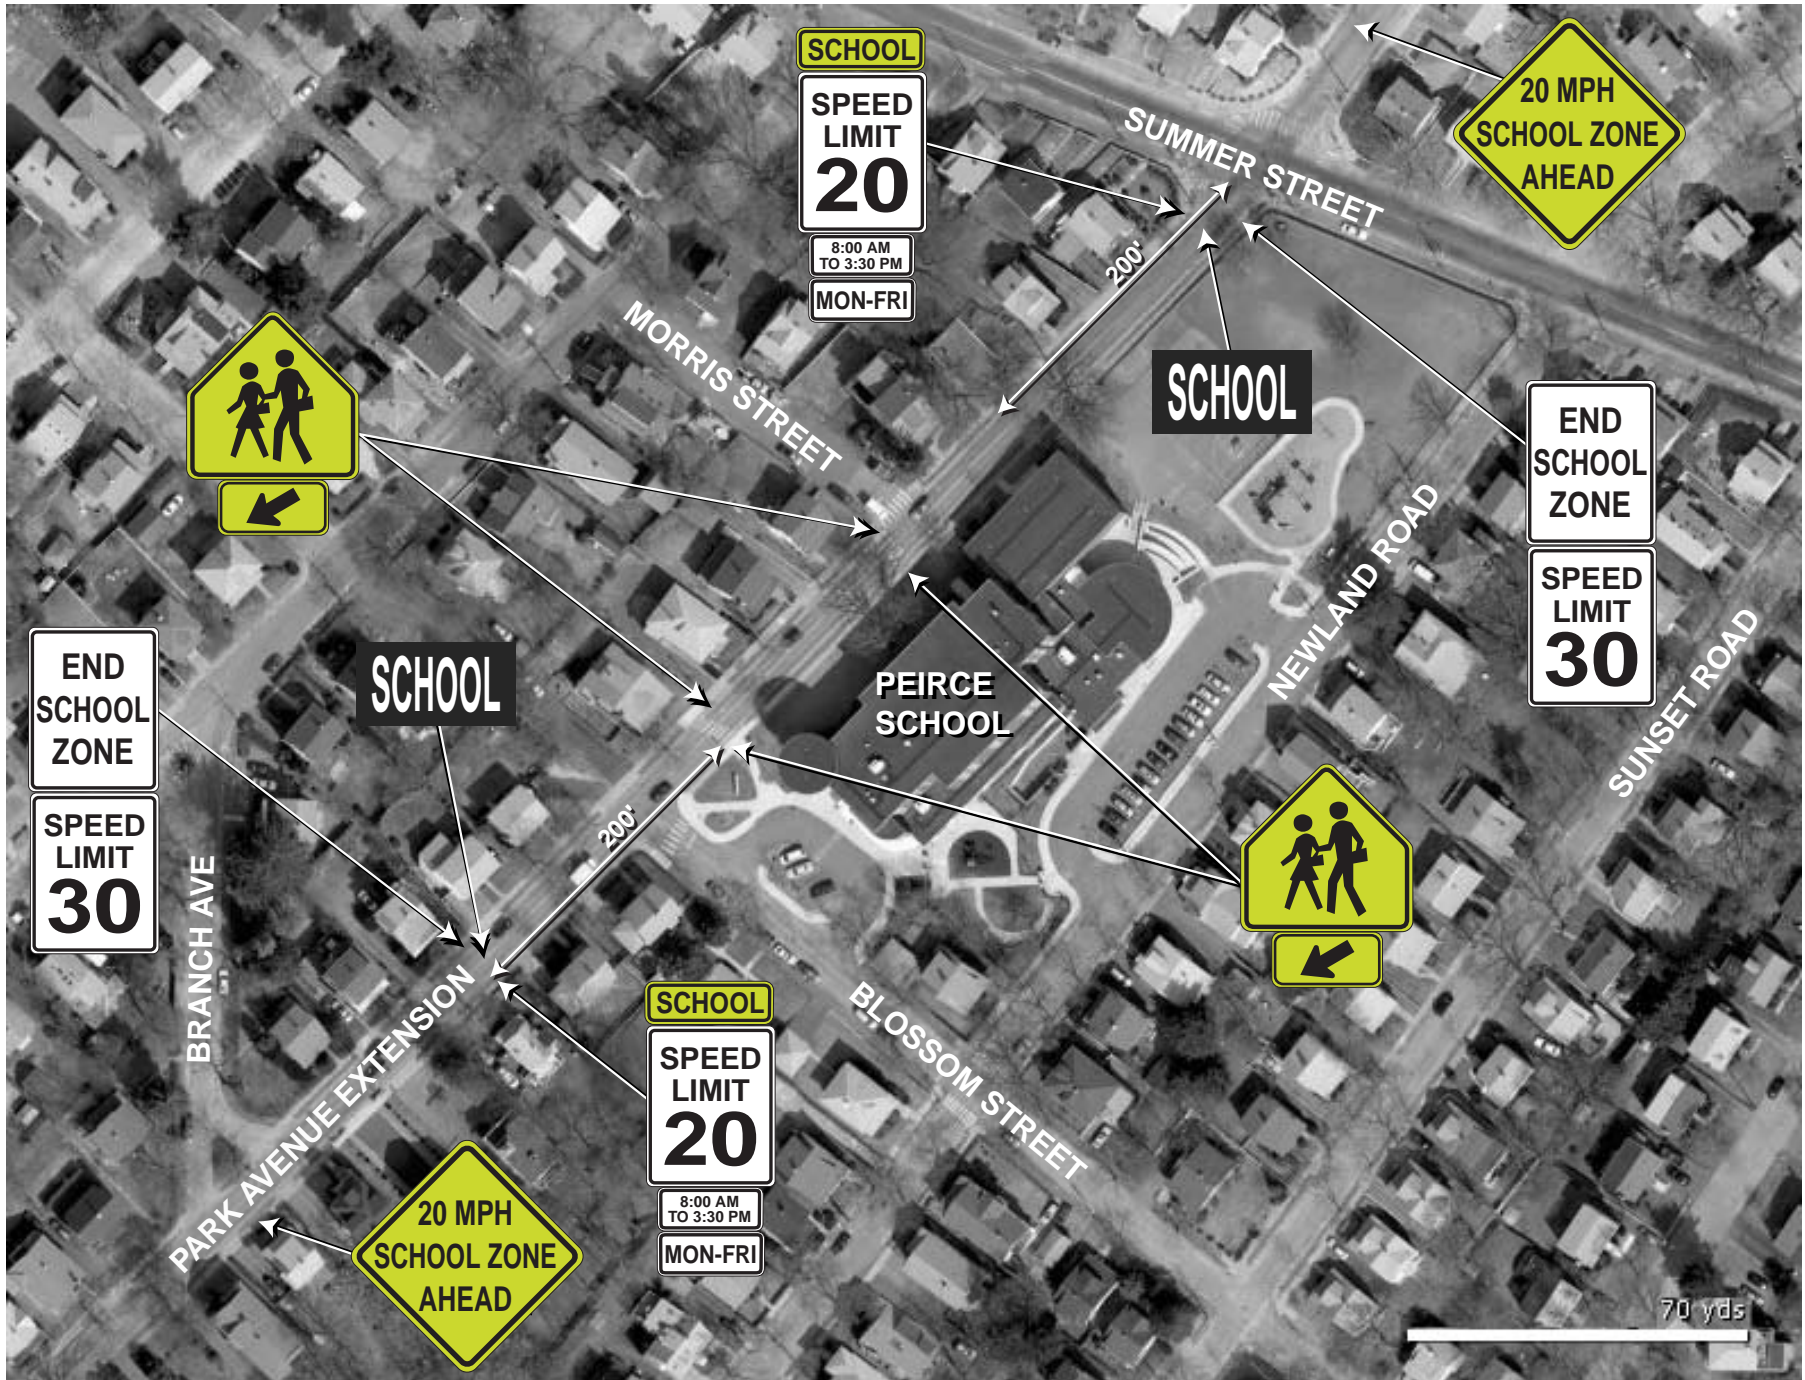 SCHOOL
SPEED
LIMIT
20
8:00 AM
TO 3:30 PM
MON-FRI
20 MPH
SCHOOL ZONE
AHEAD
SUMMER STREET
200'
MORRIS STREET
SCHOOL
END
SCHOOL
ZONE
SPEED
LIMIT
30
NEWLAND ROAD
SUNSET ROAD
END
SCHOOL
ZONE
SPEED
LIMIT
30
SCHOOL
PEIRCE
SCHOOL
200'
BRANCH AVE
PARK AVENUE EXTENSION
BLOSSOM STREET
SCHOOL
SPEED
LIMIT
20
8:00 AM
TO 3:30 PM
MON-FRI
20 MPH
SCHOOL ZONE
AHEAD
70 yds